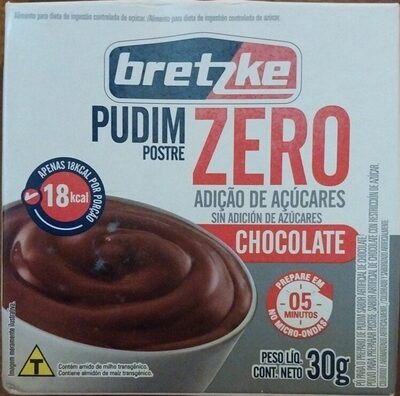 Alimento para dieta de ingestão controlada de açúcar. /Alimento para dieta de ingestión controlada de azúcar.
bretzke
PUDIM
POSTRE
ZERO
ADIÇÃO DE AÇÚCARES
SIN ADICIÓN DE AZÚCARES
CHOCOLATE
APENAS 18KCAL POR PORÇÃO
18kcal
PREPARE EM
05
MINUTOS
NO MICRO-ONDAS
T
Contém amido de milho transgênico.
Contiene almidón de maíz transgénico.
PESO LÍQ.
CONT. NETO
30g
Imagem meramente ilustrativa.